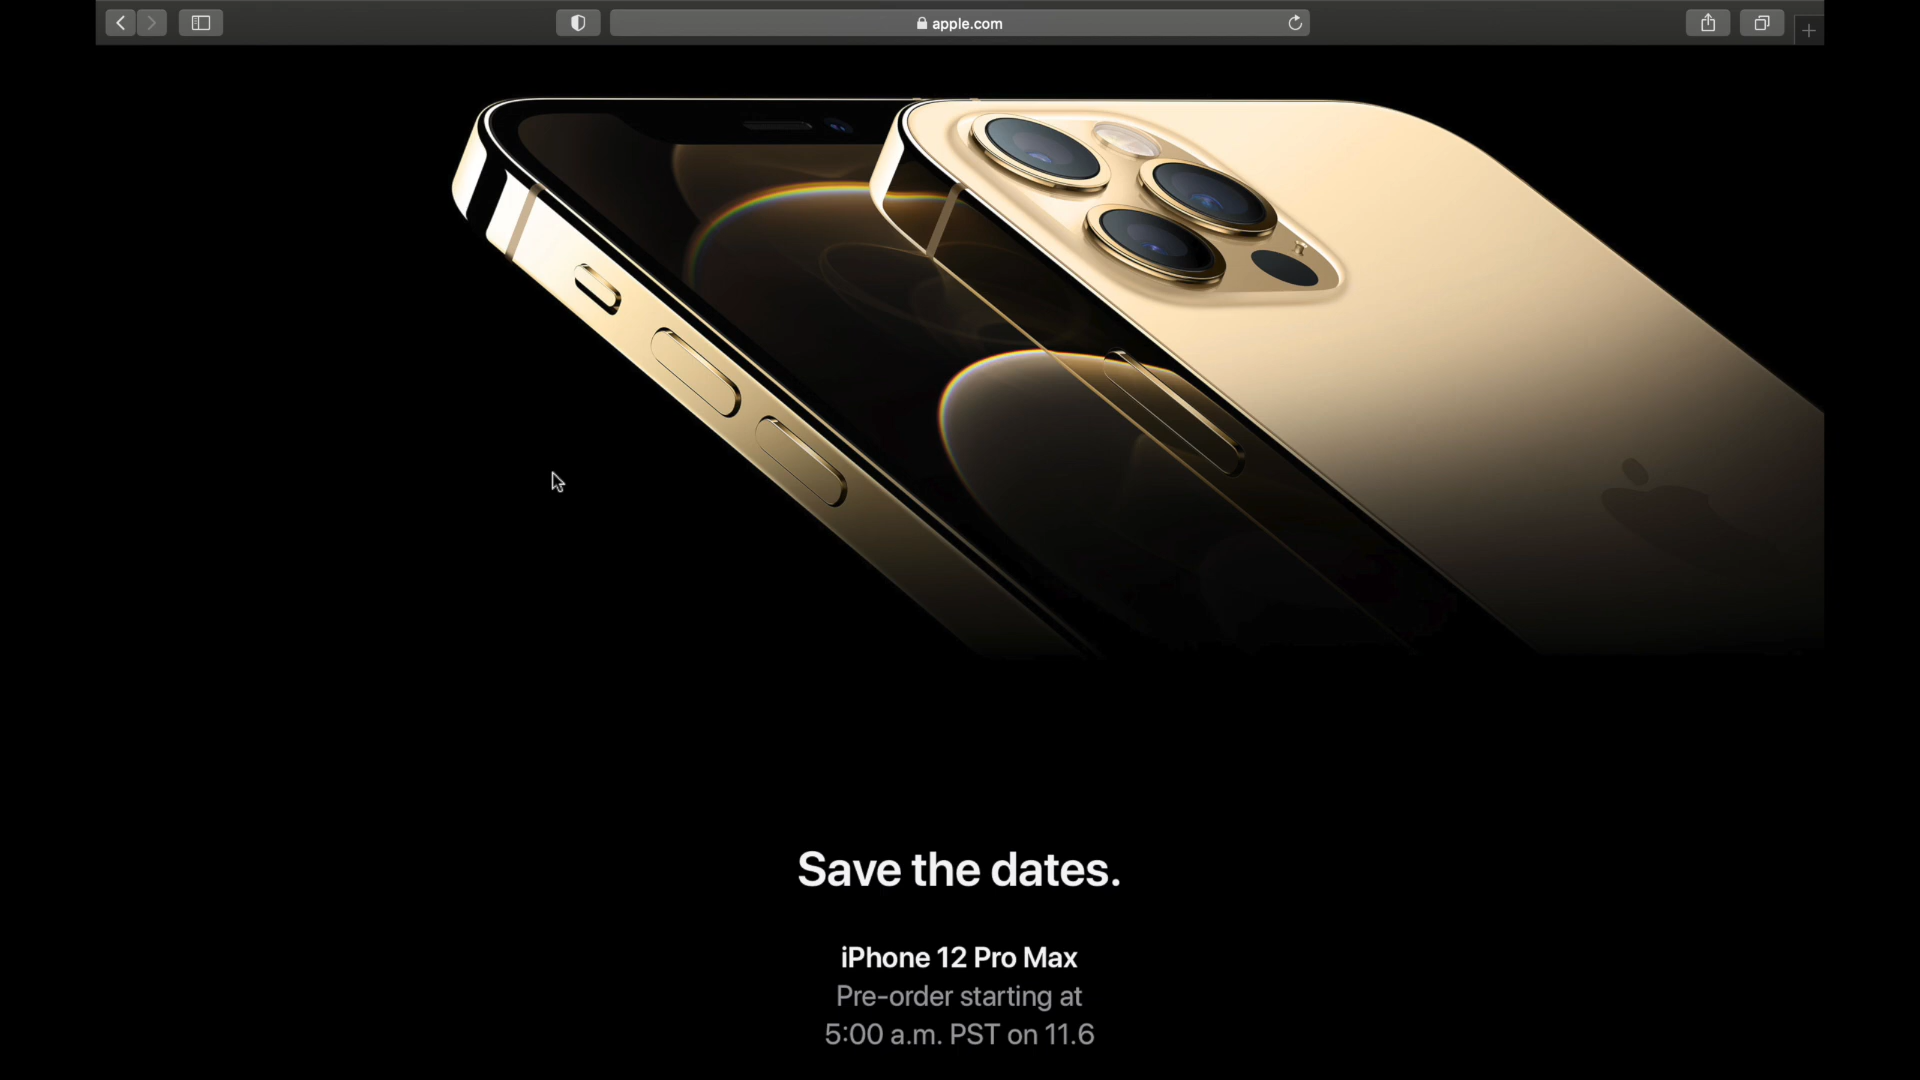 apple.com
Save the dates.
iPhone 12 Pro Max
Pre-order starting at
5:00 a.m. PST on 11.6